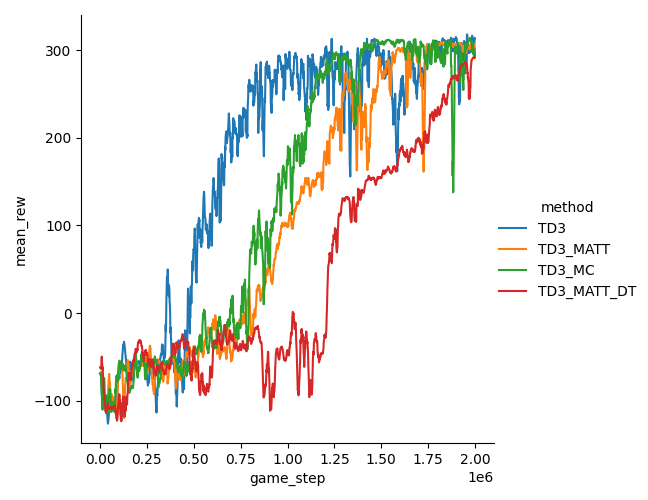 300
200
100
0
−100
mean_rew
0.00 0.25 0.50 0.75 1.00 1.25 1.50 1.75 2.00
1e6
game_step
method
TD3
TD3_MATT
TD3_MC
TD3_MATT_DT